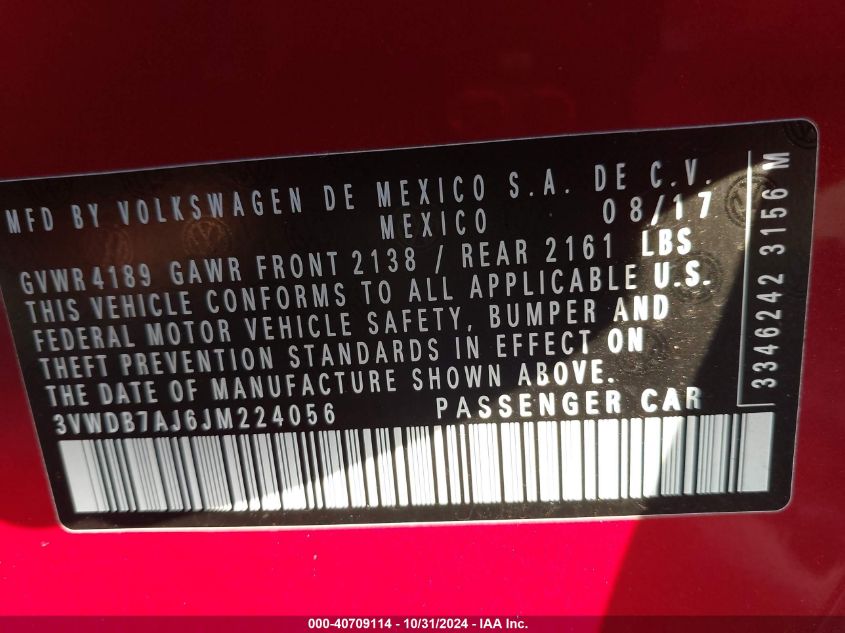 MFD BY VOLKSWAGEN DE MEXICO S.A. DE C.V.
MEXICO 08/17
GVWR 4189 GAWR FRONT 2138 / REAR 2161 LBS
THIS VEHICLE CONFORMS TO ALL APPLICABLE U.S.
FEDERAL MOTOR VEHICLE SAFETY, BUMPER AND
THEFT PREVENTION STANDARDS IN EFFECT ON
THE DATE OF MANUFACTURE SHOWN ABOVE.
3VWDB7AJ6JM224056 PASSENGER CAR
3346242 3156 M
000-40709114 - 10/31/2024 - IAA Inc.